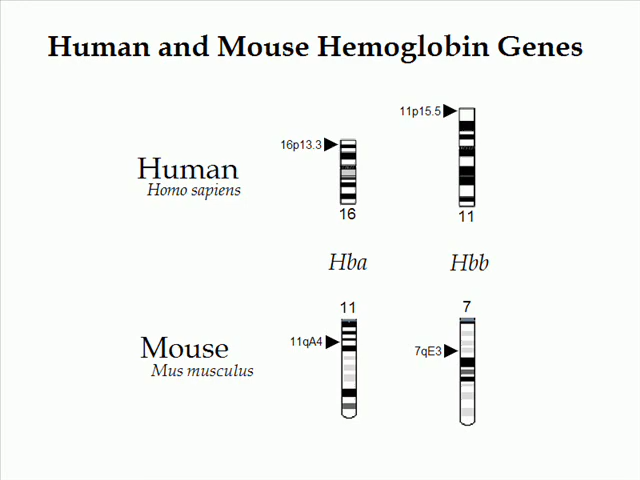 Human and Mouse Hemoglobin Genes
11p15.5
16p13.3
Human
Homo sapiens
16
11
Hba
Hbb
11
7
11qA4
7qE3
Mouse
Mus musculus